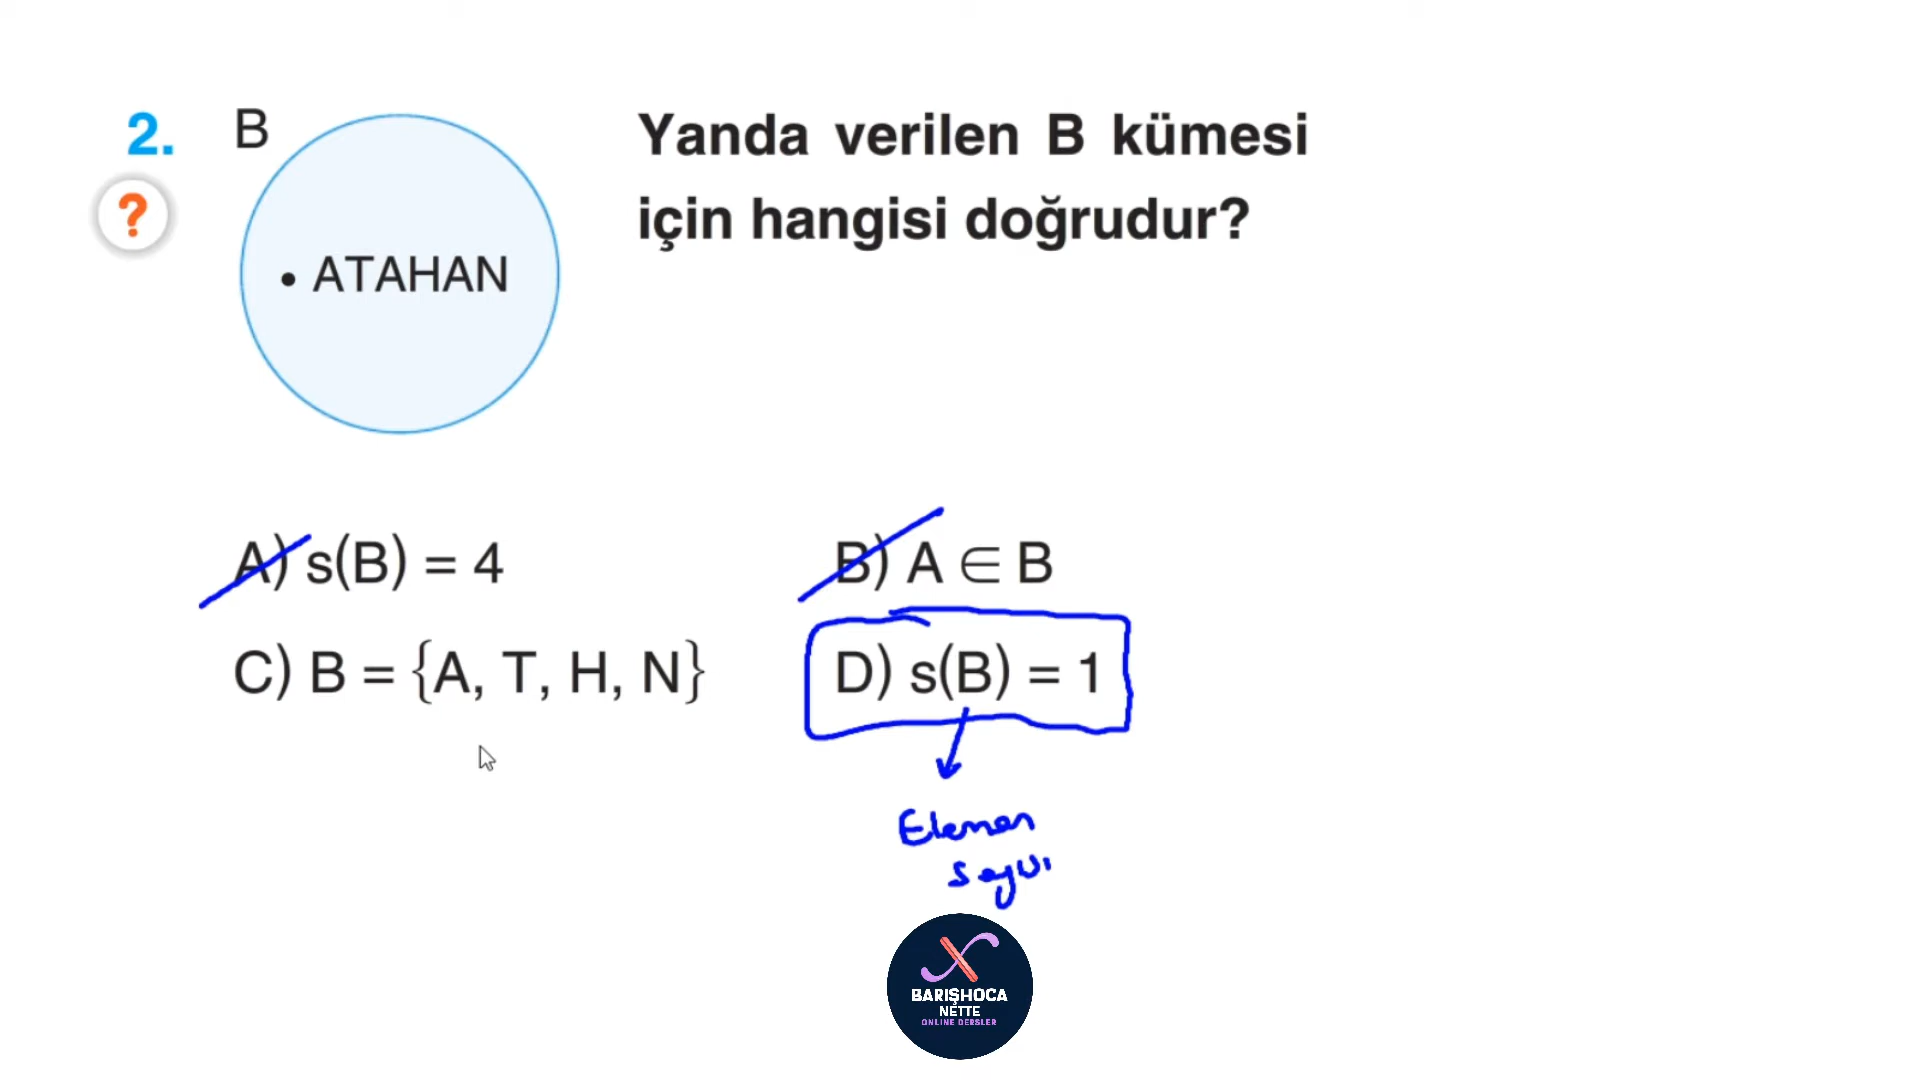 2. B
Yanda verilen B kümesi
için hangisi doğrudur?
?
• ATAHAN
A) s(B) = 4
B) A ∈ B
C) B = {A, T, H, N}
D) s(B) = 1
Eleman
sayısı
BARIŞHOCA
NETTE
ONLINE DERSLER